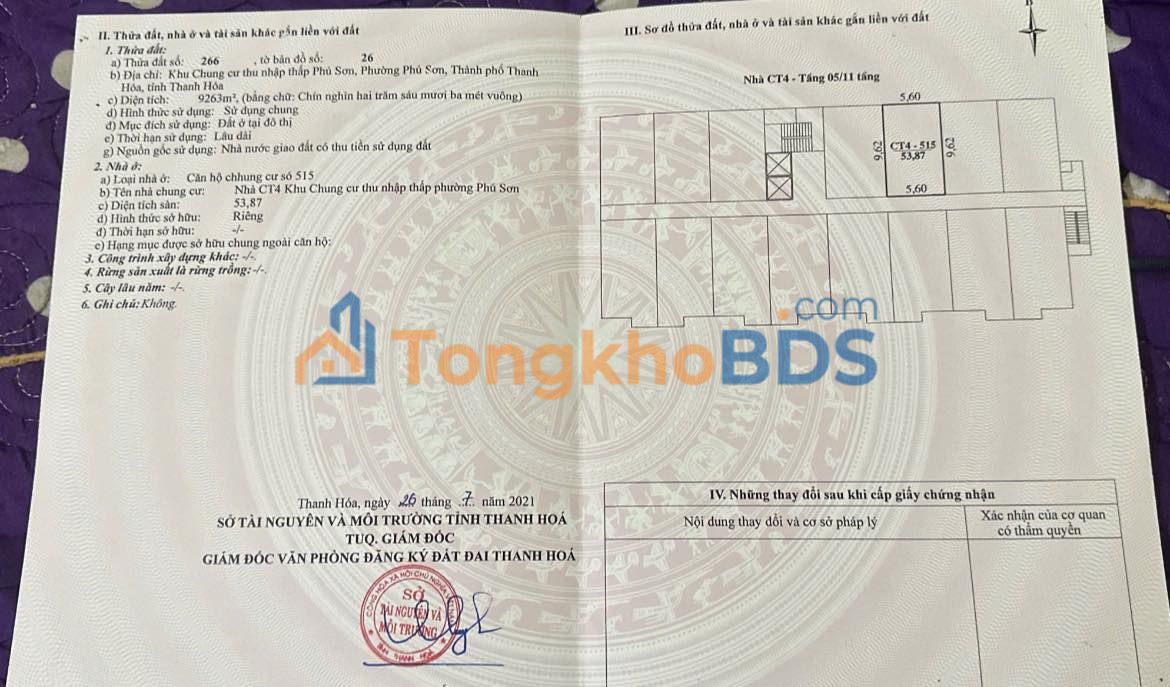 II. Thửa đất, nhà ở và tài sản khác gắn liền với đất
1. Thửa đất:
a) Thửa đất số: 266 , tờ bản đồ số: 26
b) Địa chỉ: Khu Chung cư thu nhập thấp Phú Sơn, Phường Phú Sơn, Thành phố Thanh
Hóa, tỉnh Thanh Hóa
c) Diện tích: 9263m², (bằng chữ: Chín nghìn hai trăm sáu mươi ba mét vuông)
d) Hình thức sử dụng: Sử dụng chung
đ) Mục đích sử dụng: Đất ở tại đô thị
e) Thời hạn sử dụng: Lâu dài
g) Nguồn gốc sử dụng: Nhà nước giao đất có thu tiền sử dụng đất
2. Nhà ở:
a) Loại nhà ở: Căn hộ chhung cư số 515
b) Tên nhà chung cư: Nhà CT4 Khu Chung cư thu nhập thấp phường Phú Sơn
c) Diện tích sàn: 53,87
d) Hình thức sở hữu: Riêng
đ) Thời hạn sở hữu: -/-
e) Hạng mục được sở hữu chung ngoài căn hộ:
3. Công trình xây dựng khác: -/-.
4. Rừng sản xuất là rừng trồng: -/-.
5. Cây lâu năm: -/-.
6. Ghi chú: Không.
Thanh Hóa, ngày 26 tháng .7. năm 2021
SỞ TÀI NGUYÊN VÀ MÔI TRƯỜNG TỈNH THANH HOÁ
TUQ. GIÁM ĐỐC
GIÁM ĐỐC VĂN PHÒNG ĐĂNG KÝ ĐẤT ĐAI THANH HOÁ
SỞ
TÀI NGUYÊN VÀ
MÔI TRƯỜNG
TỈNH THANH HOÁ
III. Sơ đồ thửa đất, nhà ở và tài sản khác gắn liền với đất
B
Nhà CT4 - Tầng 05/11 tầng
5,60
9,62
CT4 - 515
53,87
9,62
5,60
TongkhoBDS
.com
IV. Những thay đổi sau khi cấp giấy chứng nhận
Nội dung thay đổi và cơ sở pháp lý
Xác nhận của cơ quan
có thẩm quyền